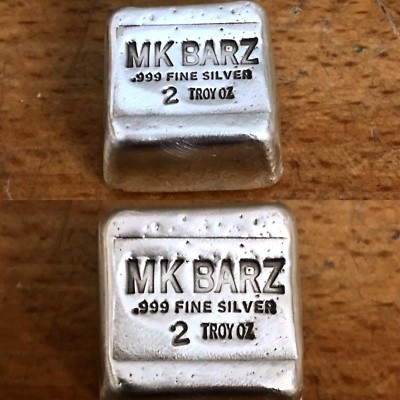 MK BARZ
.999 FINE SILVER
2 TROY OZ
MK BARZ
.999 FINE SILVER
2 TROY OZ